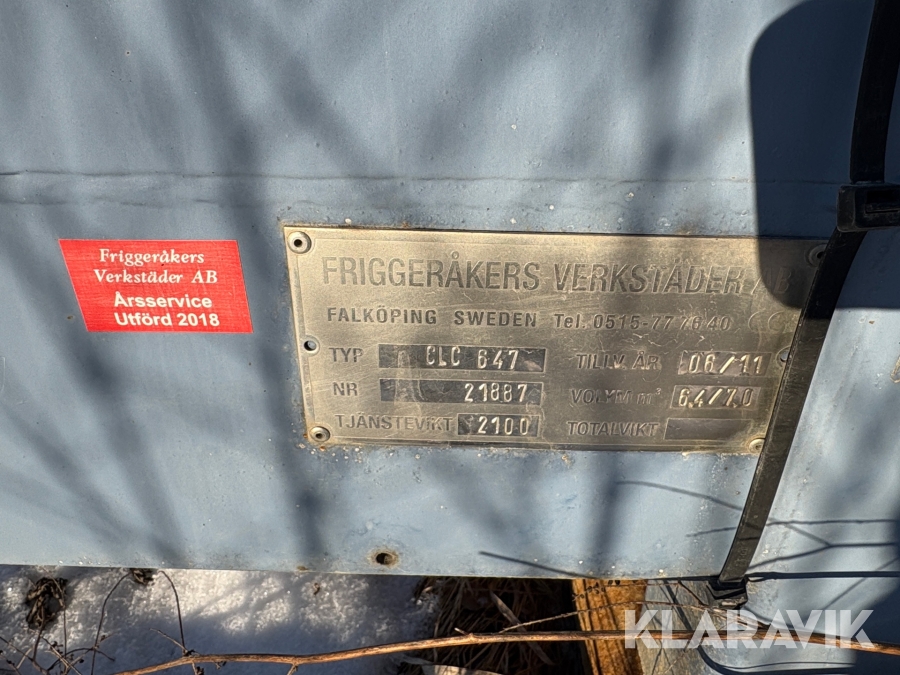 Friggeråkers
Verkstäder AB
Årsservice
Utförd 2018
FRIGGERÅKERS VERKSTÄDER AB
FALKÖPING SWEDEN Tel. 0515-77 76 40 CE
TYP CLC 647 TILLV. ÅR 06/11
NR 21887 VOLYM m³ 6.4/7.0
TJÄNSTEVIKT 2100 TOTALVIKT
KLARAVIK